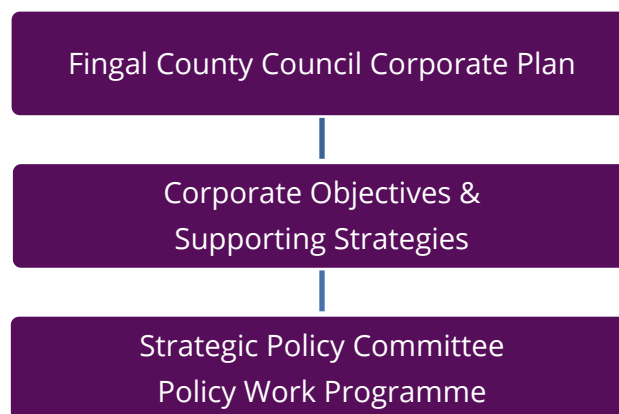 Fingal County Council Corporate Plan
Corporate Objectives &
Supporting Strategies
Strategic Policy Committee
Policy Work Programme